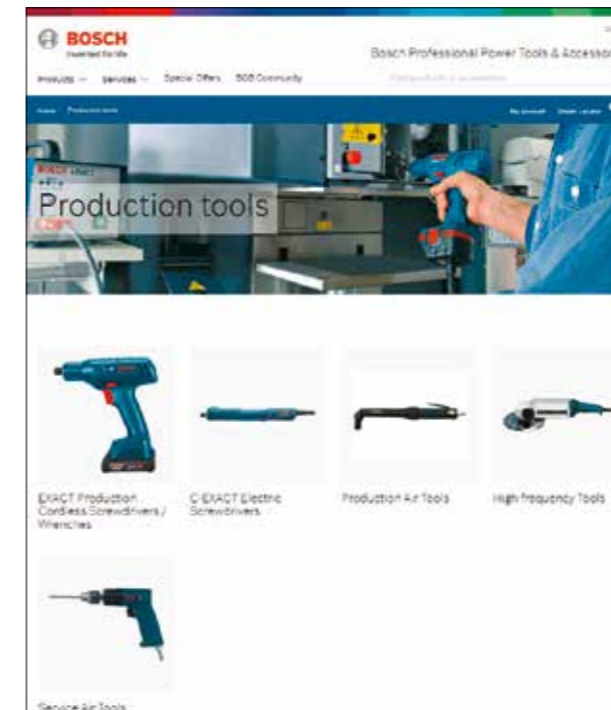 BOSCH
Invented for life
Bosch Professional Power Tools & Accessor
Products
Services
Special Offers
BOB Community
Home
Production tools
My account
Dealer Locator
Production tools
EXACT Production
Cordless Screwdrivers /
Wrenches
C-EXACT Electric
Screwdrivers
Production Air Tools
High frequency Tools
Service Air Tools